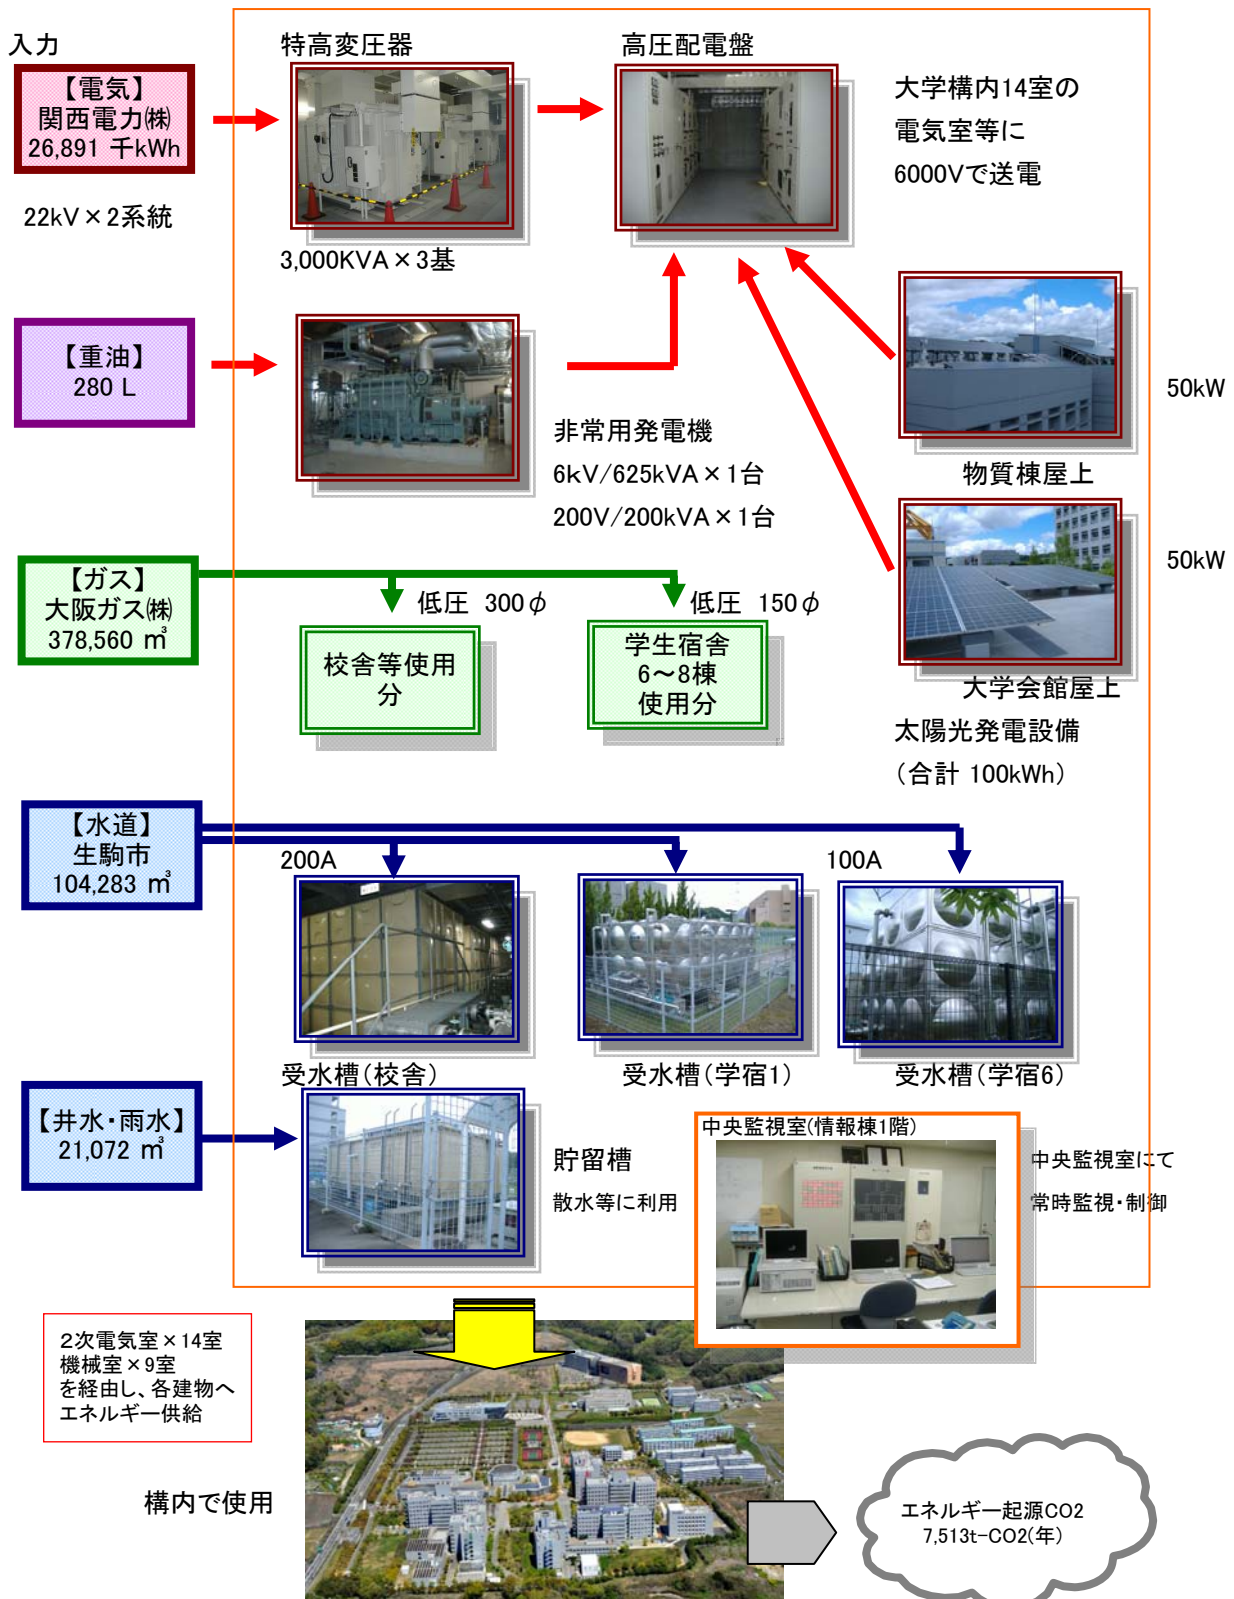 入力
特高変圧器
高圧配電盤
【電気】
関西電力㈱
26,891 千kWh
大学構内14室の
電気室等に
6000Vで送電
22kV×2系統
3,000KVA×3基
【重油】
280 L
50kW
非常用発電機
6kV/625kVA×1台
200V/200kVA×1台
物質棟屋上
50kW
【ガス】
大阪ガス㈱
378,560 ㎥
低圧 300φ
低圧 150φ
校舎等使用
分
学生宿舎
6～8棟
使用分
大学会館屋上
太陽光発電設備
（合計 100kWh）
【水道】
生駒市
104,283 ㎥
200A
100A
受水槽（校舎）
受水槽（学宿1）
受水槽（学宿6）
【井水・雨水】
21,072 ㎥
貯留槽
散水等に利用
中央監視室(情報棟1階)
中央監視室にて
常時監視・制御
２次電気室×14室
機械室×9室
を経由し、各建物へ
エネルギー供給
構内で使用
エネルギー起源CO2
7,513t-CO2(年)